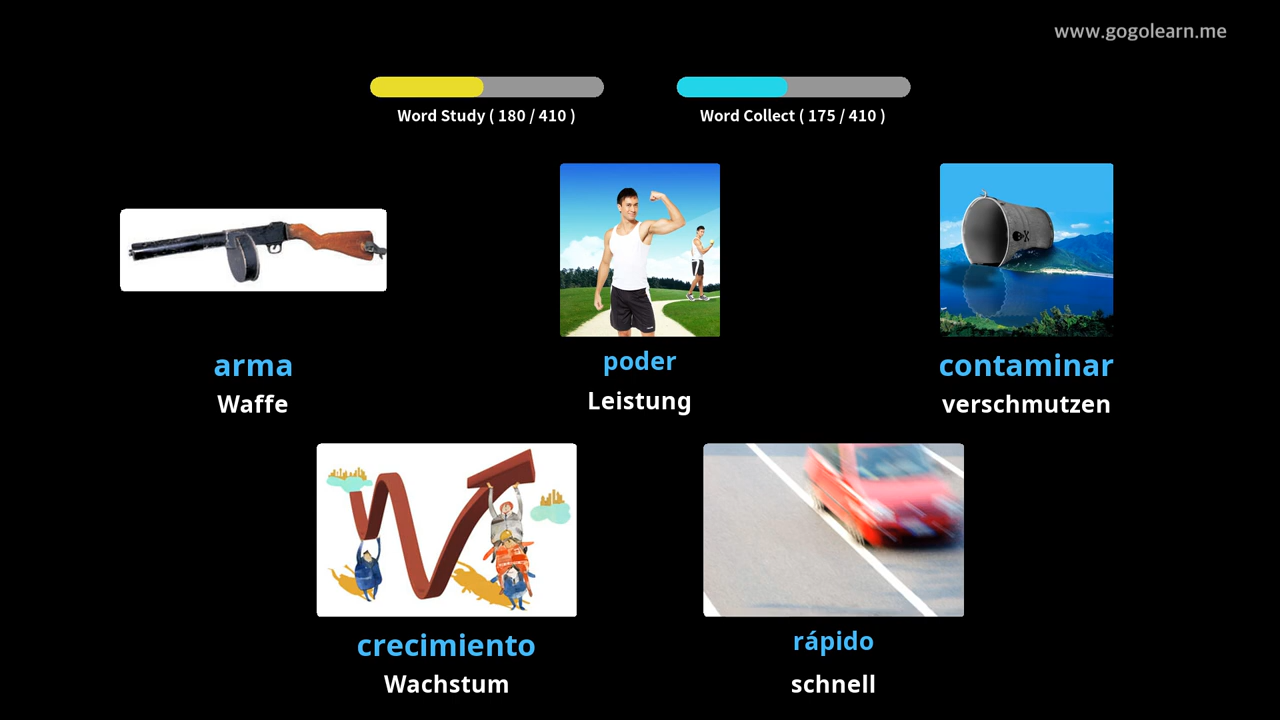 www.gogolearn.me
Word Study ( 180 / 410 )
Word Collect ( 175 / 410 )
arma
Waffe
poder
Leistung
contaminar
verschmutzen
crecimiento
Wachstum
rápido
schnell